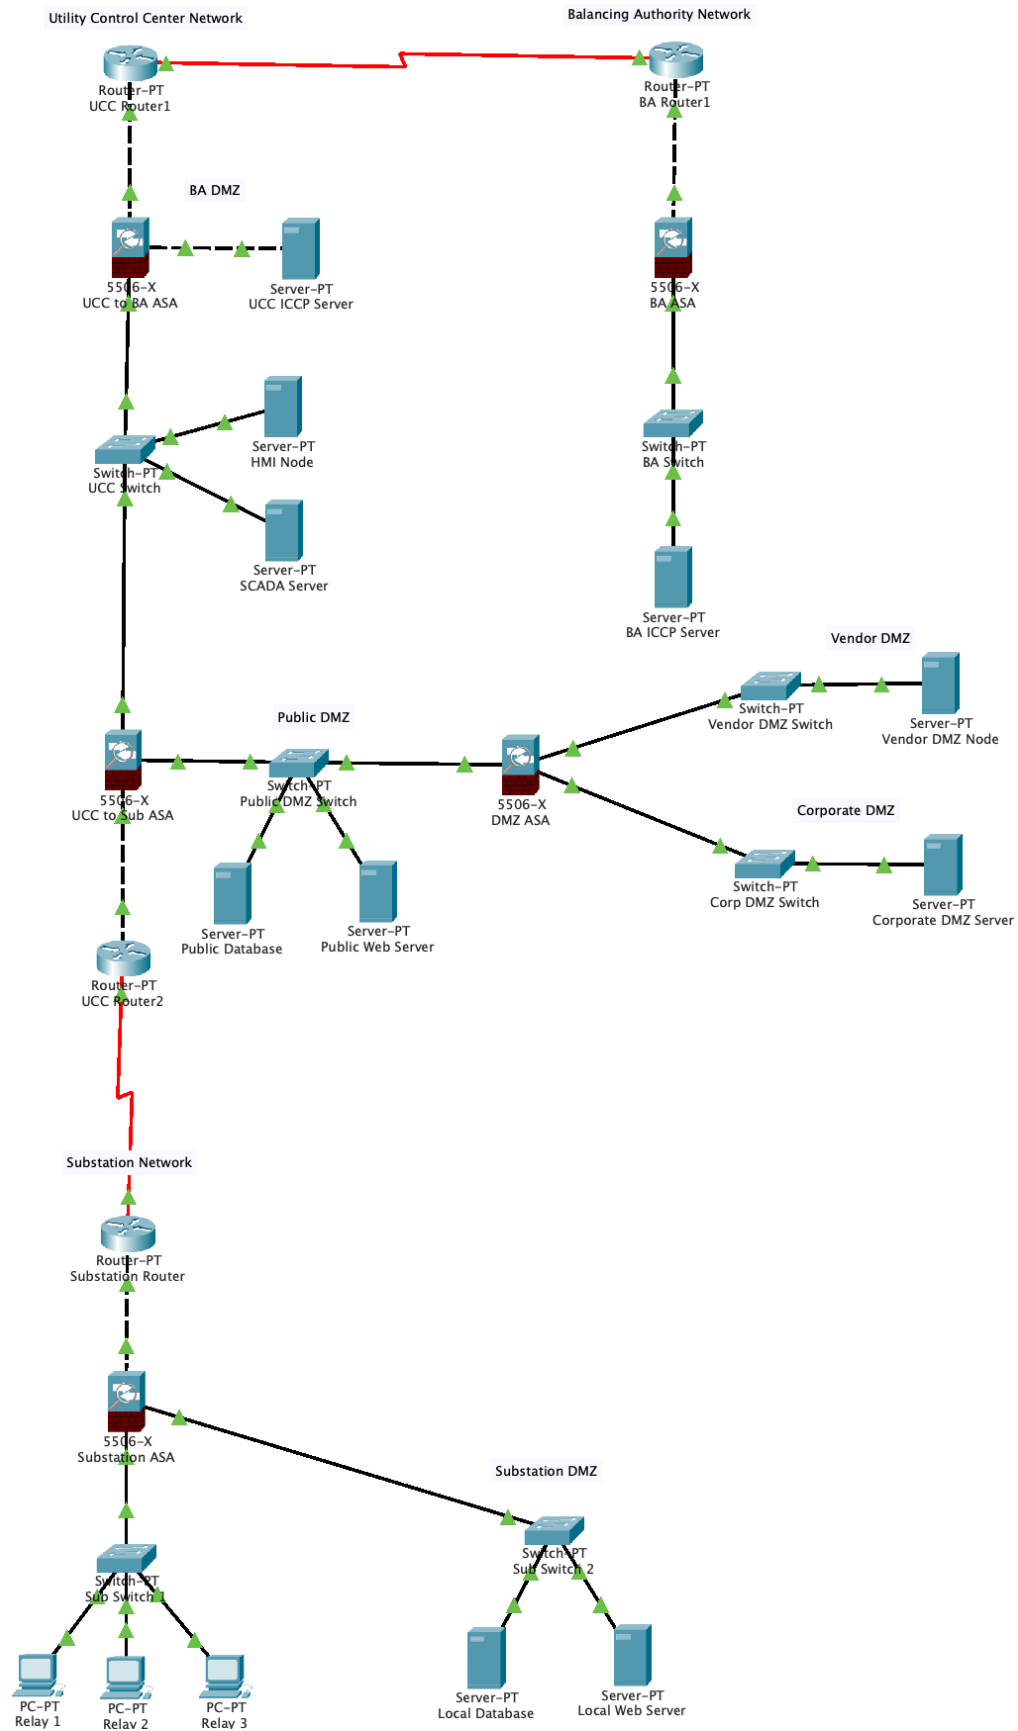 Utility Control Center Network
Balancing Authority Network
Router-PT
UCC Router1
Router-PT
BA Router1
BA DMZ
5506-X
UCC to BA ASA
Server-PT
UCC ICCP Server
5506-X
BA ASA
Server-PT
HMI Node
Switch-PT
UCC Switch
Switch-PT
BA Switch
Server-PT
SCADA Server
Server-PT
BA ICCP Server
Vendor DMZ
Switch-PT
Vendor DMZ Switch
Server-PT
Vendor DMZ Node
Public DMZ
5506-X
UCC to Sub ASA
Switch-PT
Public DMZ Switch
5506-X
DMZ ASA
Corporate DMZ
Switch-PT
Corp DMZ Switch
Server-PT
Corporate DMZ Server
Server-PT
Public Database
Server-PT
Public Web Server
Router-PT
UCC Router2
Substation Network
Router-PT
Substation Router
5506-X
Substation ASA
Substation DMZ
Switch-PT
Sub Switch 1
Switch-PT
Sub Switch 2
PC-PT
Relay 1
PC-PT
Relay 2
PC-PT
Relay 3
Server-PT
Local Database
Server-PT
Local Web Server